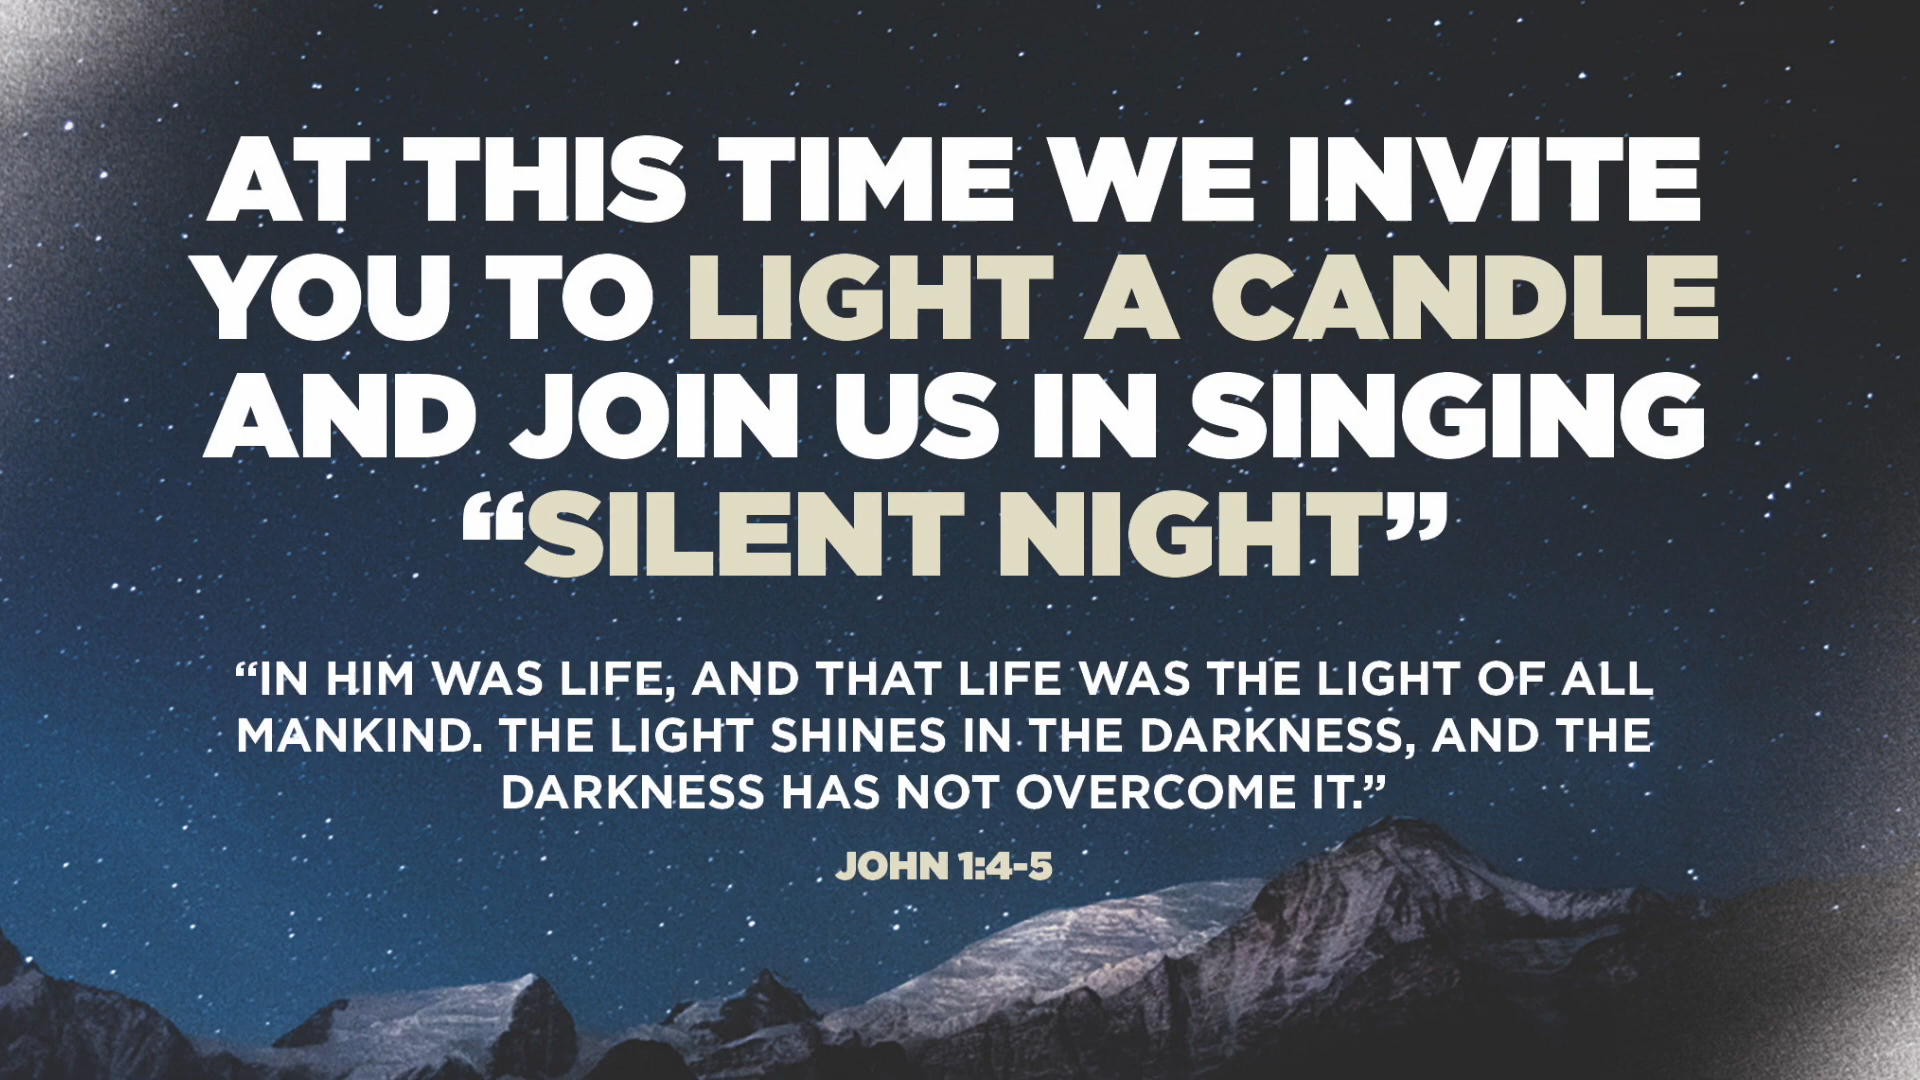 AT THIS TIME WE INVITE
YOU TO LIGHT A CANDLE
AND JOIN US IN SINGING
“SILENT NIGHT”
“IN HIM WAS LIFE, AND THAT LIFE WAS THE LIGHT OF ALL
MANKIND. THE LIGHT SHINES IN THE DARKNESS, AND THE
DARKNESS HAS NOT OVERCOME IT.”
JOHN 1:4-5